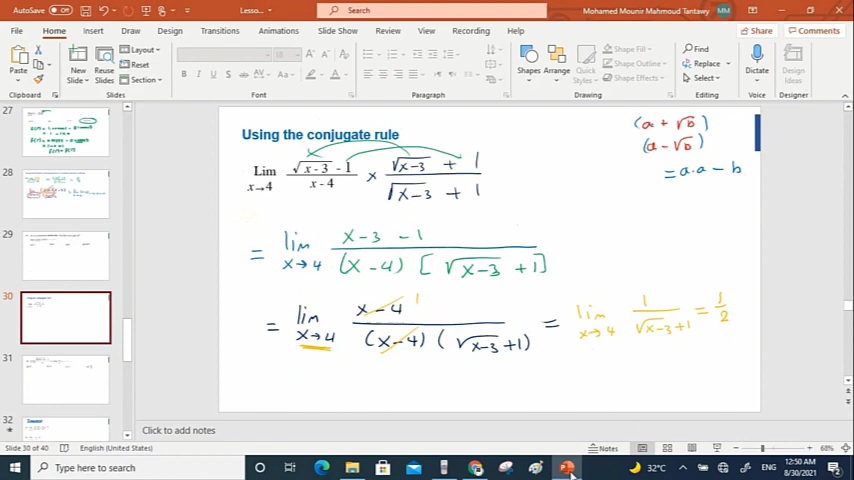 AutoSave Off Lesso... Search Mohamed Mounir Mahmoud Tantawy MM
File Home Insert Draw Design Transitions Animations Slide Show Review View Recording Help Share Comments
Paste New Slide Reuse Slides Layout Reset Section Shapes Arrange Quick Styles Shape Fill Shape Outline Shape Effects Find Replace Select Dictate Design Ideas
Clipboard Slides Font Paragraph Drawing Editing Voice Designer
27
28
29
30
31
32
Using the conjugate rule
Lim x→4 (√x-3 - 1)/(x - 4) × (√x-3 + 1)/(√x-3 + 1)
(a + √b)
(a - √b)
= a.a - b
= lim x→4 (x-3 -1)/((x-4) [√x-3 +1])
= lim x→4 (x-4)/((x-4) (√x-3 +1)) = lim x→4 1/(√x-3 +1) = 1/2
1
Click to add notes
Slide 30 of 40 English (United States) Notes 68%
Type here to search 32°C ENG 12:50 AM 8/30/2021 2